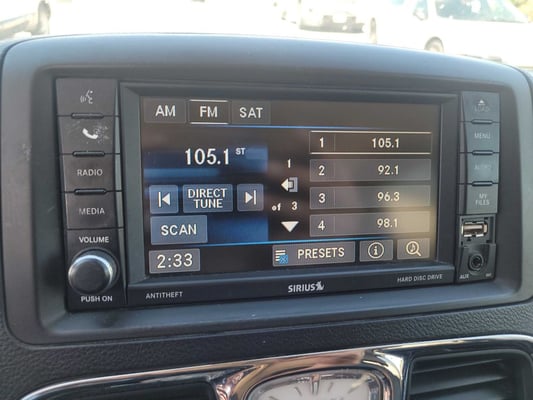 AM FM SAT
105.1 ST
DIRECT
TUNE
SCAN
2:33
1
of 3
1 105.1
2 92.1
3 96.3
4 98.1
PRESETS
RADIO
MEDIA
VOLUME
PUSH ON
LOAD
MENU
AUDIO
MY
FILES
AUX
ANTITHEFT
SIRIUS
HARD DISC DRIVE